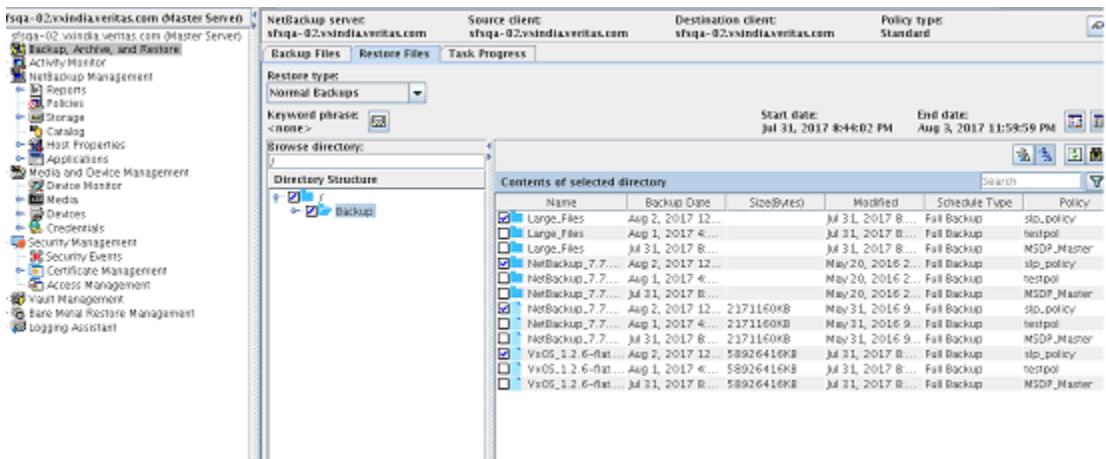 fsqa-02.vxindia.veritas.com (Master Server)
sfsqa-02.vxindia.veritas.com (Master Server)
Backup, Archive, and Restore
Activity Monitor
NetBackup Management
Reports
Policies
Storage
Catalog
Host Properties
Applications
Media and Device Management
Device Monitor
Media
Devices
Credentials
Security Management
Security Events
Certificate Management
Access Management
Vault Management
Bare Metal Restore Management
Logging Assistant
NetBackup server: Source client: Destination client: Policy type:
sfsqa-02.vxindia.veritas.com sfsqa-02.vxindia.veritas.com sfsqa-02.vxindia.veritas.com Standard
Backup Files Restore Files Task Progress
Restore type:
Normal Backups
Keyword phrase: Start date: End date:
<none> Jul 31, 2017 8:44:02 PM Aug 3, 2017 11:59:59 PM
Browse directory:
/
Directory Structure
/
Backup
Contents of selected directory Search
Name Backup Date Size(Bytes) Modified Schedule Type Policy
Large_Files Aug 2, 2017 12... Jul 31, 2017 8:... Full Backup slp_policy
Large_Files Aug 1, 2017 4:... Jul 31, 2017 8:... Full Backup testpol
Large_Files Jul 31, 2017 8:... Jul 31, 2017 8:... Full Backup MSDP_Master
NetBackup_7.7.... Aug 2, 2017 12... May 20, 2016 2... Full Backup slp_policy
NetBackup_7.7.... Aug 1, 2017 4:... May 20, 2016 2... Full Backup testpol
NetBackup_7.7.... Jul 31, 2017 8:... May 20, 2016 2... Full Backup MSDP_Master
NetBackup_7.7.... Aug 2, 2017 12... 2171160KB May 31, 2016 9... Full Backup slp_policy
NetBackup_7.7.... Aug 1, 2017 4:... 2171160KB May 31, 2016 9... Full Backup testpol
NetBackup_7.7.... Jul 31, 2017 8:... 2171160KB May 31, 2016 9... Full Backup MSDP_Master
VxOS_1.2.6-flat.... Aug 2, 2017 12... 58926416KB Jul 31, 2017 8:... Full Backup slp_policy
VxOS_1.2.6-flat.... Aug 1, 2017 4:... 58926416KB Jul 31, 2017 8:... Full Backup testpol
VxOS_1.2.6-flat.... Jul 31, 2017 8:... 58926416KB Jul 31, 2017 8:... Full Backup MSDP_Master